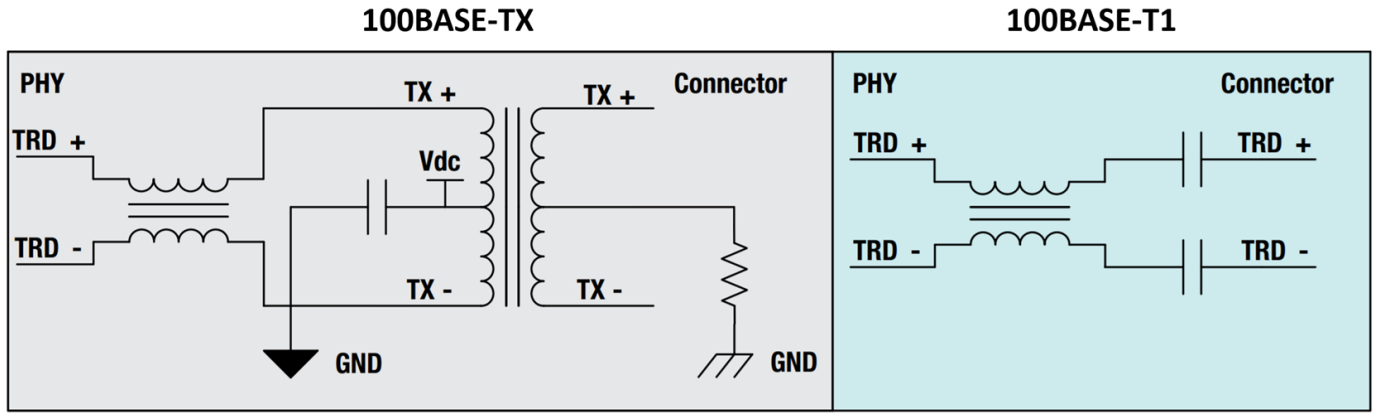 100BASE-TX
100BASE-T1
PHY
Connector
TX +
TX +
TRD +
Vdc
TRD -
TX -
TX -
GND
GND
PHY
Connector
TRD +
TRD +
TRD -
TRD -